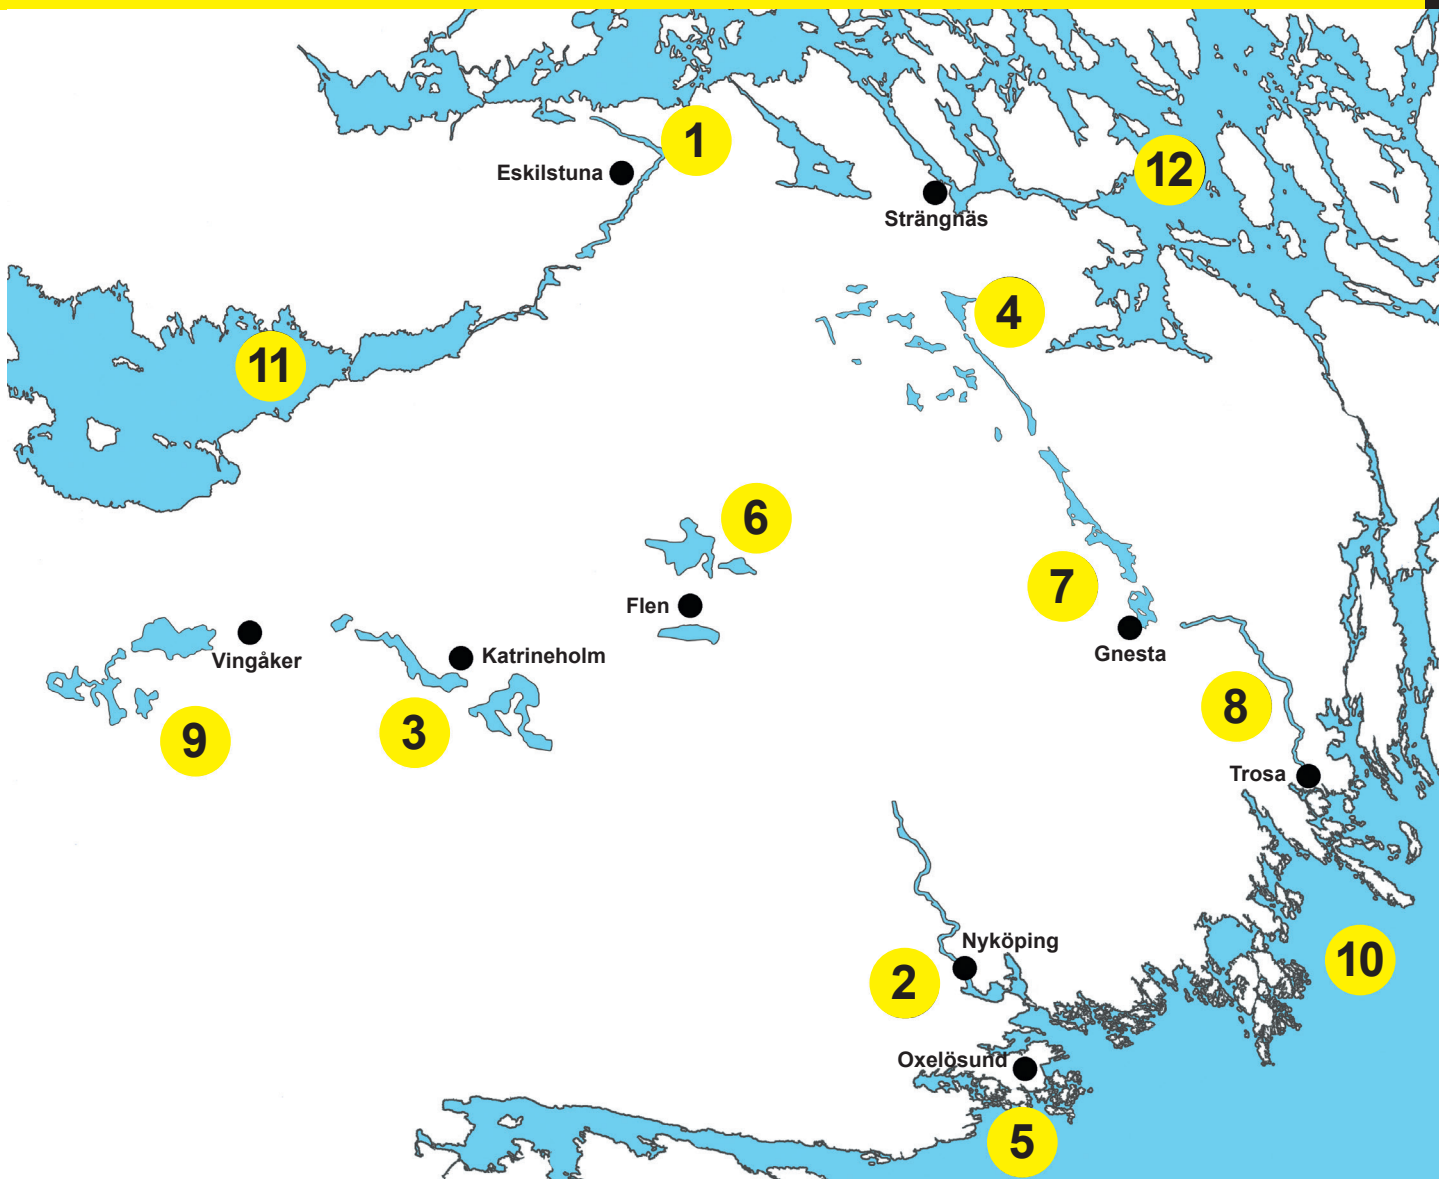 1
Eskilstuna
12
Strängnäs
4
11
6
7
Flen
Vingåker
Katrineholm
Gnesta
8
9
3
Trosa
Nyköping
10
2
Oxelösund
5